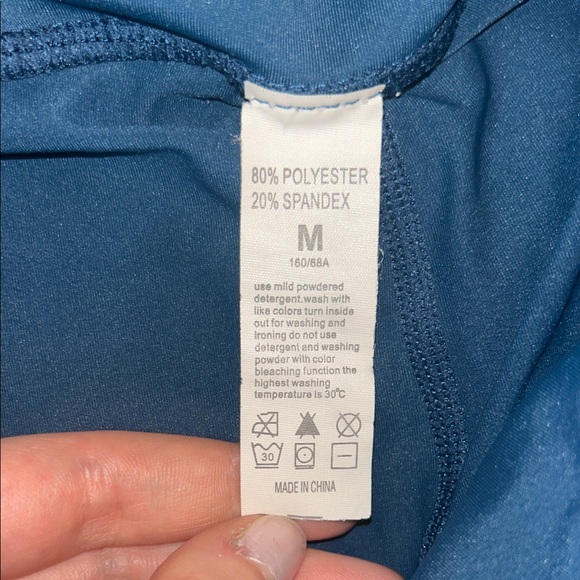 80% POLYESTER
20% SPANDEX
M
160/68A
use mild powdered
detergent.wash with
like colors turn inside
out for washing and
Ironing do not use
detergent and washing
powder with color
bleaching function the
highest washing
temperature is 30℃
30
MADE IN CHINA